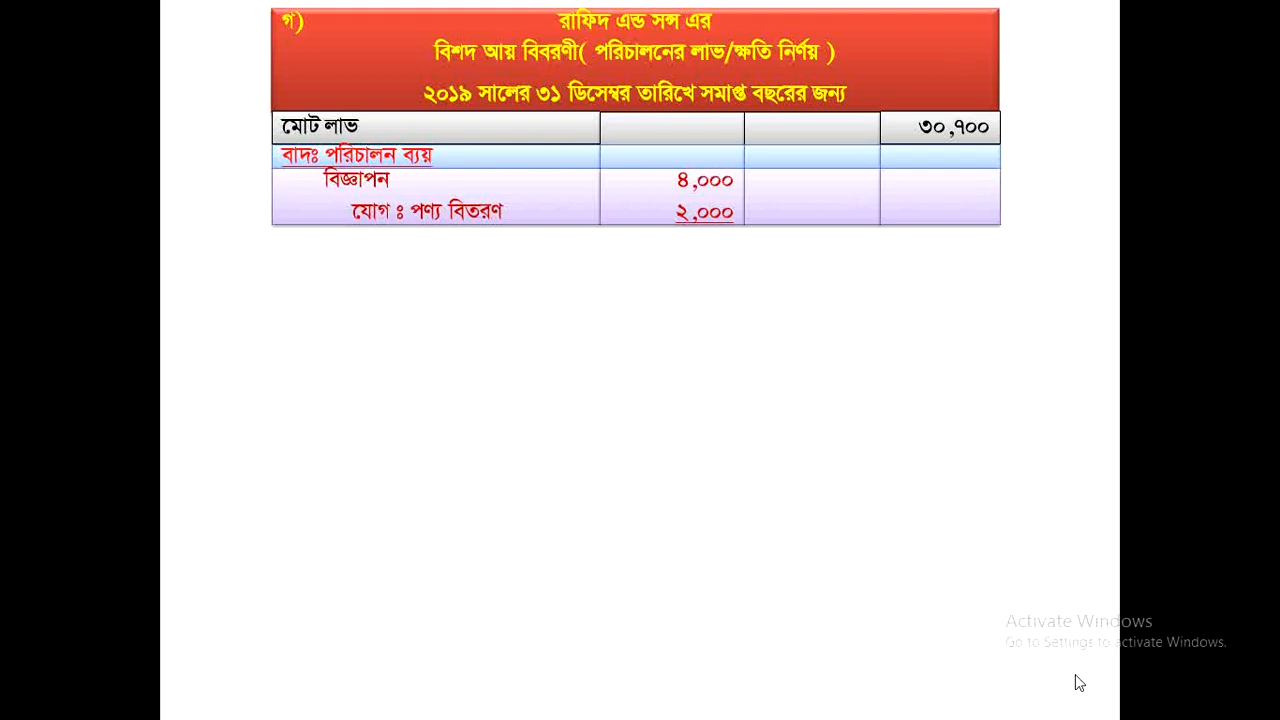 গ) রাফিদ এন্ড সন্স এর
বিশদ আয় বিবরণী( পরিচালনের লাভ/ক্ষতি নির্ণয় )
২০১৯ সালের ৩১ ডিসেম্বর তারিখে সমাপ্ত বছরের জন্য
মোট লাভ ৩০,৭০০
বাদঃ পরিচালন ব্যয়
বিজ্ঞাপন ৪,০০০
যোগ ঃ পণ্য বিতরণ ২,০০০
Activate Windows
Go to Settings to activate Windows.